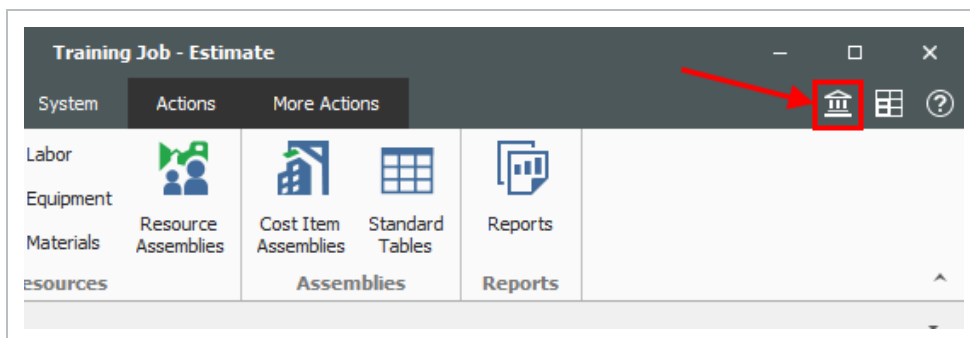 Training Job - Estimate
System Actions More Actions
Labor
Equipment
Materials
Resource
Assemblies
Cost Item
Assemblies
Standard
Tables
Reports
esources Assemblies Reports